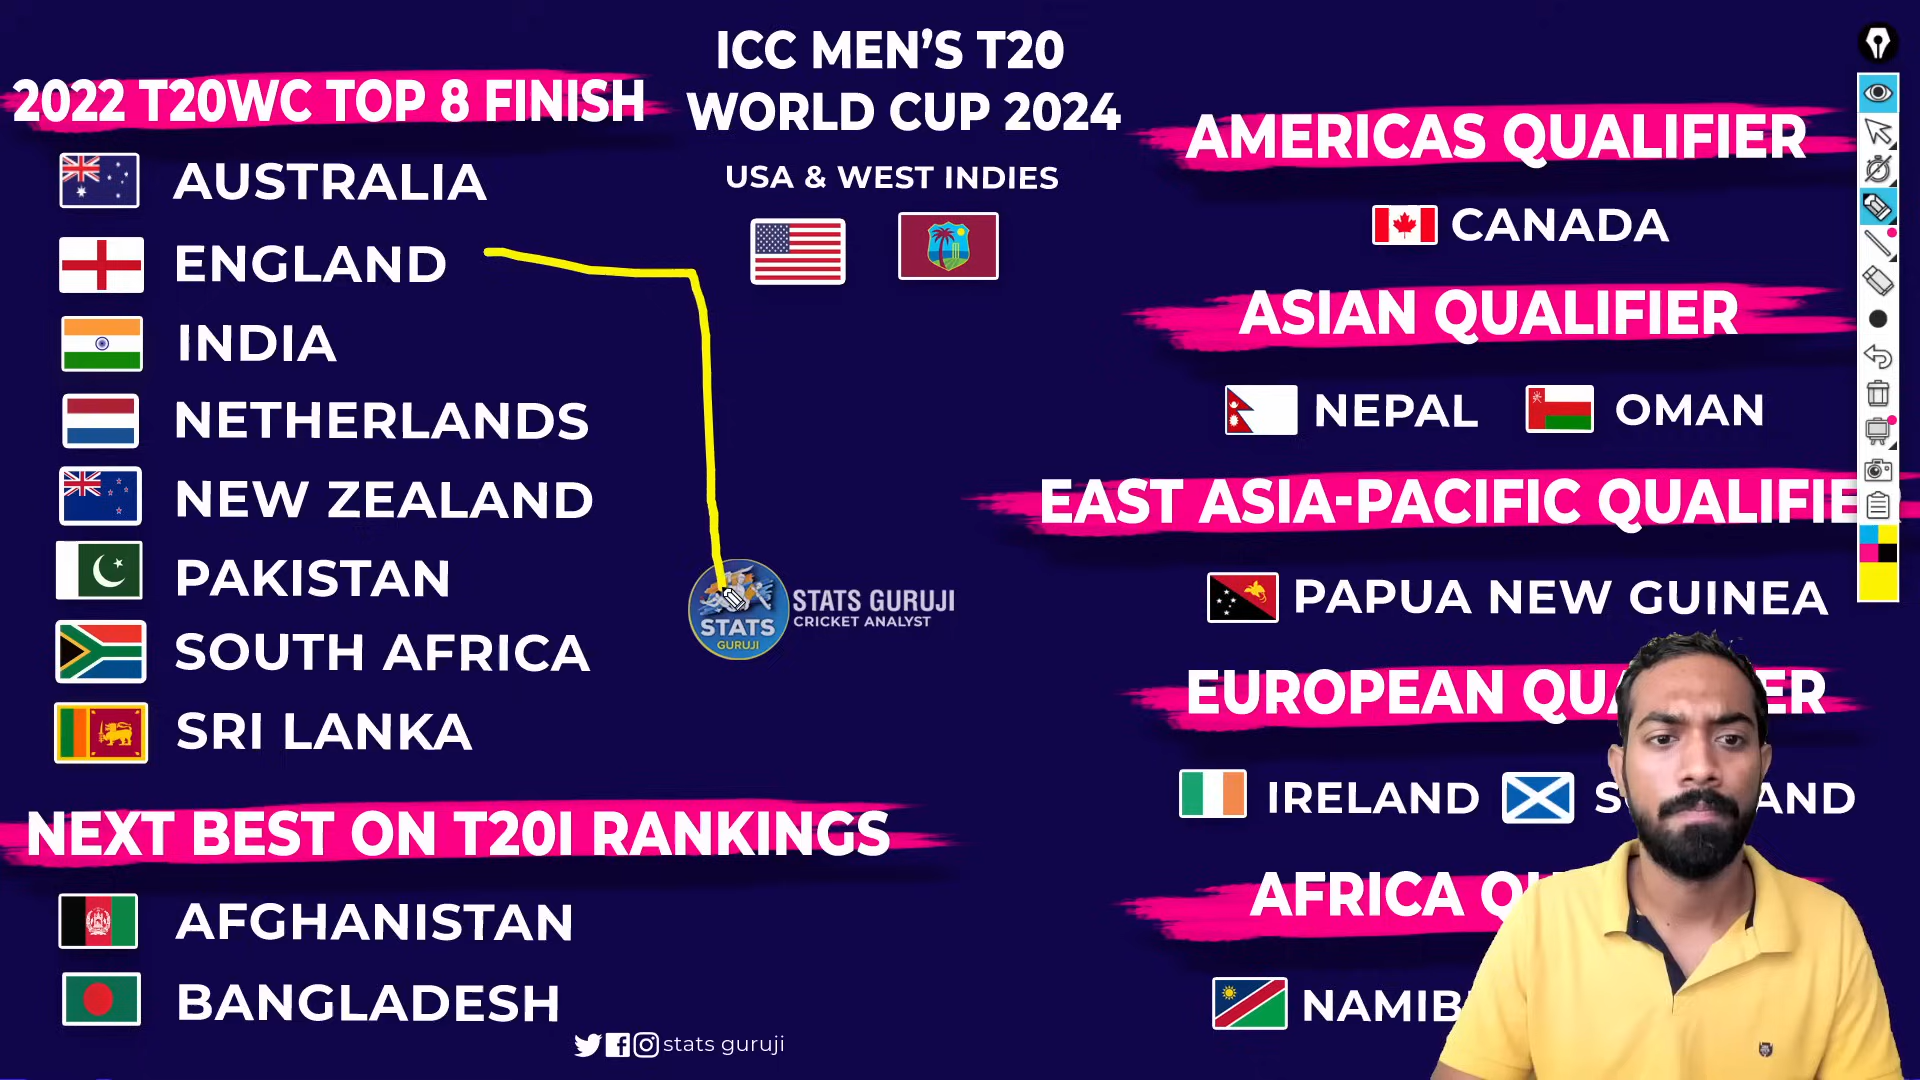 ICC MEN'S T20
WORLD CUP 2024
USA & WEST INDIES
2022 T20WC TOP 8 FINISH
AUSTRALIA
ENGLAND
INDIA
NETHERLANDS
NEW ZEALAND
PAKISTAN
SOUTH AFRICA
SRI LANKA
NEXT BEST ON T20I RANKINGS
AFGHANISTAN
BANGLADESH
STATS
GURUJI
STATS GURUJI
CRICKET ANALYST
stats guruji
AMERICAS QUALIFIER
CANADA
ASIAN QUALIFIER
NEPAL OMAN
EAST ASIA-PACIFIC QUALIFIE
PAPUA NEW GUINEA
EUROPEAN
IRELAND
AFRICA